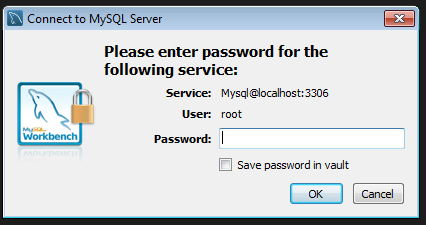 Connect to MySQL Server
Please enter password for the
following service:
Service: Mysql@localhost:3306
User: root
Password:
Save password in vault
OK Cancel
MySQL
Workbench